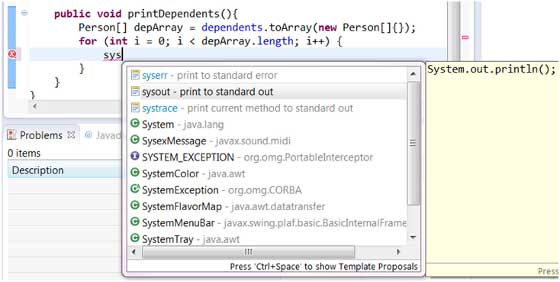 public void printDependents(){
Person[] depArray = dependents.toArray(new Person[]{});
for (int i = 0; i < depArray.length; i++) {
sys
}
}
}
syserr - print to standard error
sysout - print to standard out
systrace - print current method to standard out
System - java.lang
SysexMessage - javax.sound.midi
SYSTEM_EXCEPTION - org.omg.PortableInterceptor
SystemColor - java.awt
SystemException - org.omg.CORBA
SystemFlavorMap - java.awt.datatransfer
SystemMenuBar - javax.swing.plaf.basic.BasicInternalFrame
SystemTray - java.awt
Press 'Ctrl+Space' to show Template Proposals
System.out.println();
Press
Problems
Javad
0 items
Description